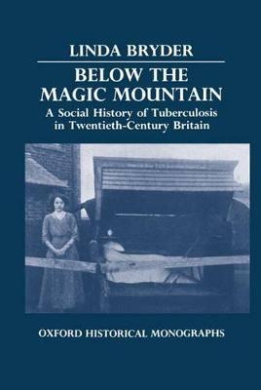 LINDA BRYDER
BELOW THE
MAGIC MOUNTAIN
A Social History of Tuberculosis
in Twentieth-Century Britain
OXFORD HISTORICAL MONOGRAPHS